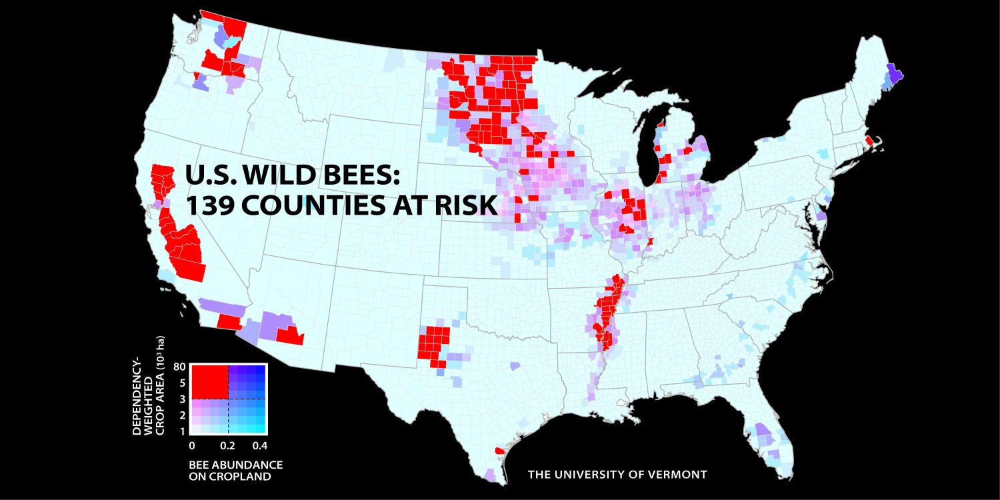 U.S. WILD BEES:
139 COUNTIES AT RISK
DEPENDENCY-
WEIGHTED
CROP AREA (10³ ha)
80
5
3
2
1
0 0.2 0.4
BEE ABUNDANCE
ON CROPLAND
THE UNIVERSITY OF VERMONT